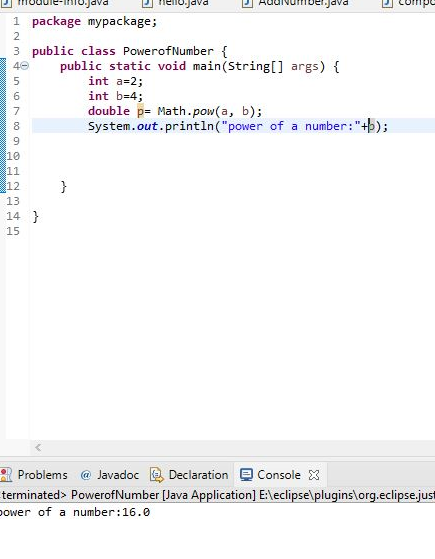 module-info.java hello.java AddNumber.java
1 package mypackage;
2
3 public class PowerofNumber {
4 public static void main(String[] args) {
5 int a=2;
6 int b=4;
7 double p= Math.pow(a, b);
8 System.out.println("power of a number:"+p);
9
10
11
12 }
13
14 }
15
Problems @ Javadoc Declaration Console
terminated> PowerofNumber [Java Application] E:\eclipse\plugins\org.eclipse.just
power of a number:16.0